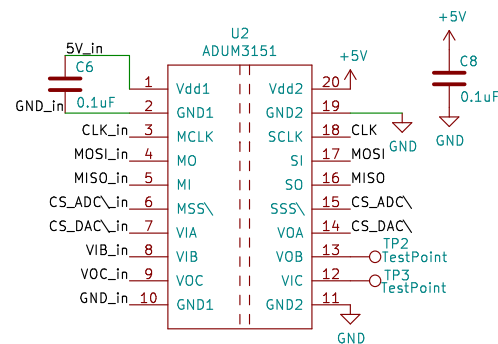 U2
ADUM3151
5V_in
C6
0.1uF
GND_in
+5V
+5V
C8
0.1uF
GND
1 Vdd1 Vdd2 20
2 GND1 GND2 19
GND
CLK_in 3 MCLK SCLK 18 CLK
MOSI_in 4 MO SI 17 MOSI
MISO_in 5 MI SO 16 MISO
CS_ADC\_in 6 MSS\ SSS\ 15 CS_ADC\
CS_DAC\_in 7 VIA VOA 14 CS_DAC\
VIB_in 8 VIB VOB 13 TP2
TestPoint
VOC_in 9 VOC VIC 12 TP3
TestPoint
GND_in 10 GND1 GND2 11
GND